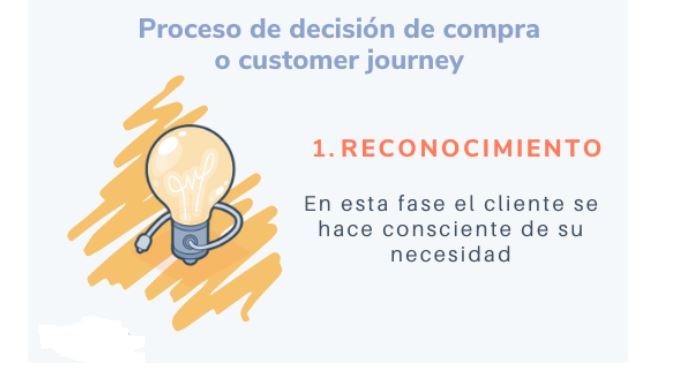 Proceso de decisión de compra
o customer journey
1. RECONOCIMIENTO
En esta fase el cliente se
hace consciente de su
necesidad